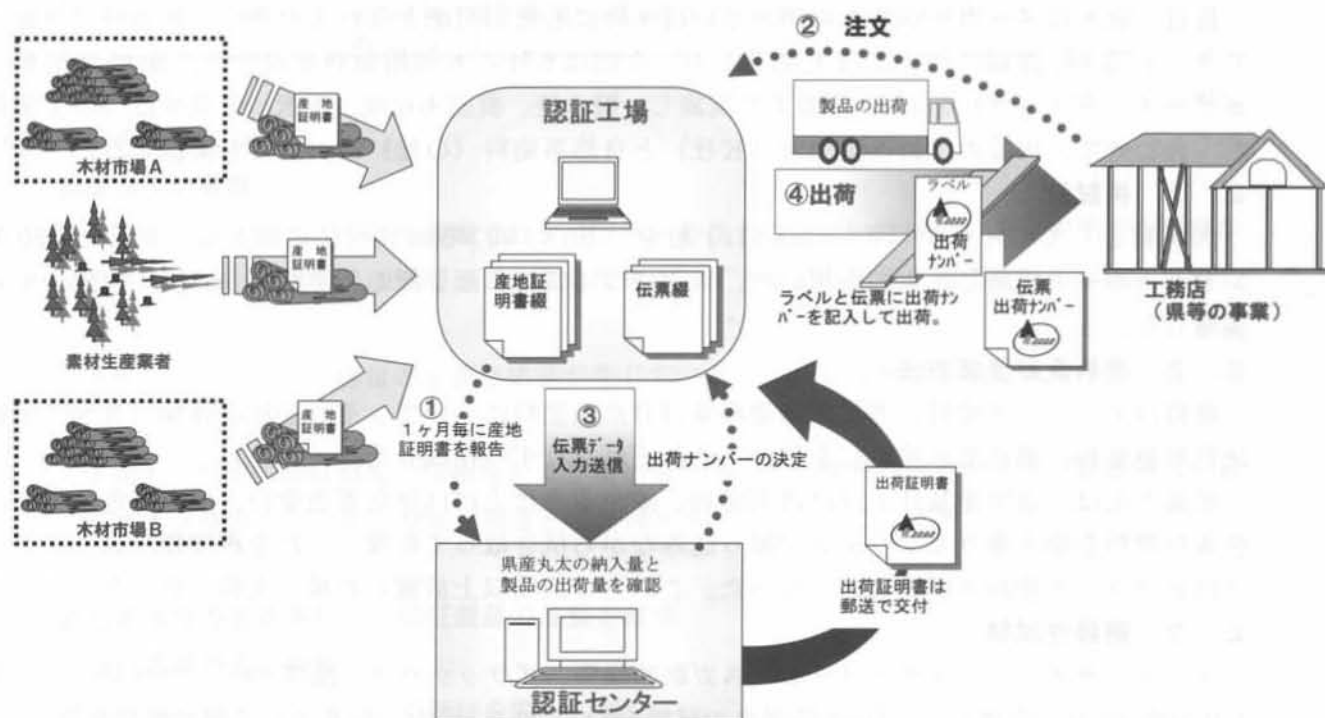 木材市場A
産地
証明書
素材生産業者
産地
証明書
木材市場B
産地
証明書
認証工場
産地証
明書綴
伝票綴
①
1ヶ月毎に産地
証明書を報告
② 注文
製品の出荷
④出荷
ラベル
出荷
ナンバー
ラベルと伝票に出荷ナン
バーを記入して出荷。
伝票
出荷ナンバー
工務店
(県等の事業)
③
伝票データ
入力送信
出荷ナンバーの決定
出荷証明書
出荷証明書は
郵送で交付
県産丸太の納入量と
製品の出荷量を確認
認証センター